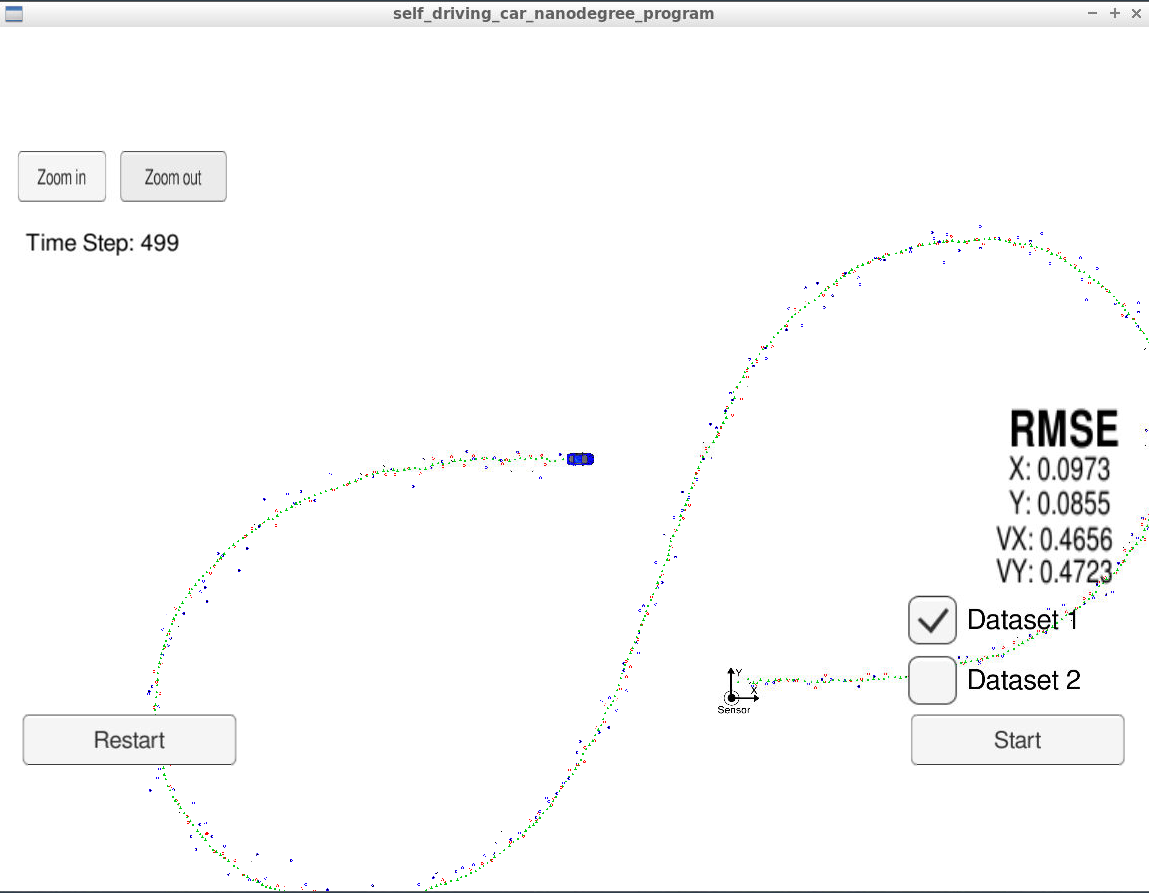 self_driving_car_nanodegree_program
Zoom in
Zoom out
Time Step: 499
RMSE
X: 0.0973
Y: 0.0855
VX: 0.4656
VY: 0.4723
Dataset 1
Dataset 2
Y
X
Sensor
Restart
Start